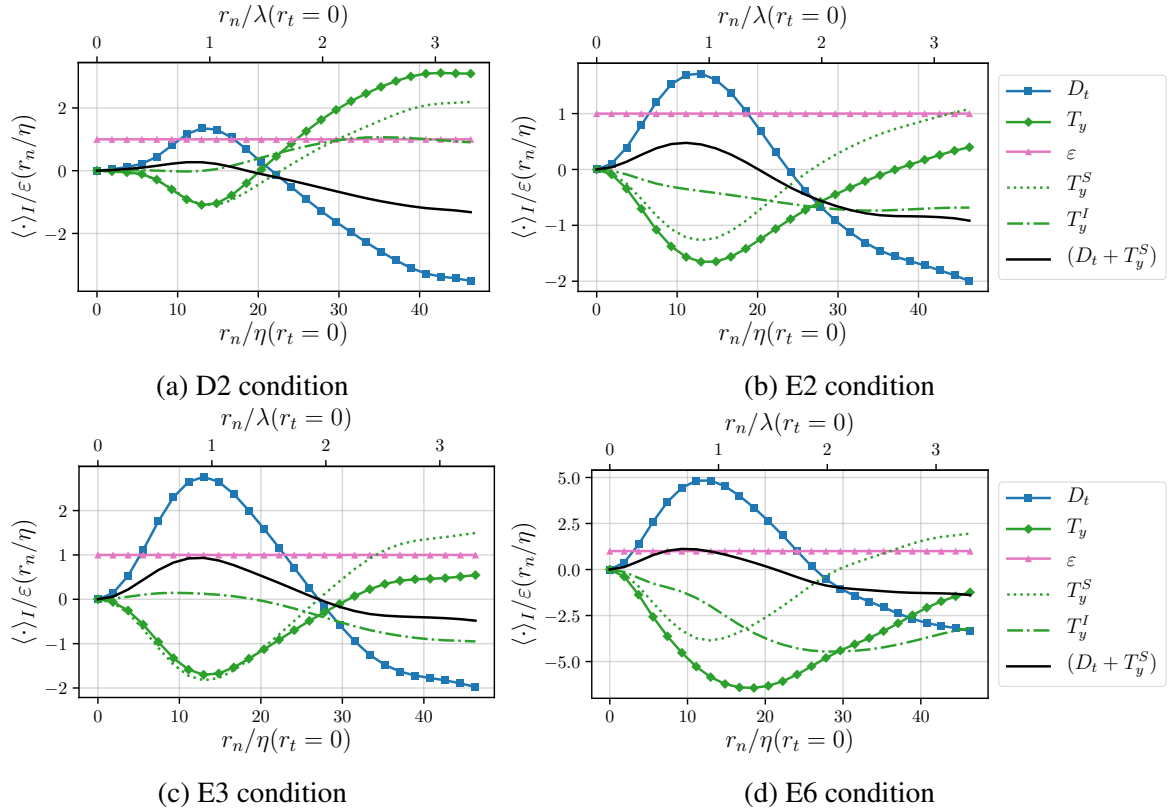 r_n/λ(r_t = 0)
0 1 2 3
2
0
−2
⟨·⟩_I/ε(r_n/η)
0 10 20 30 40
r_n/η(r_t = 0)
(a) D2 condition
r_n/λ(r_t = 0)
0 1 2 3
1
0
−1
−2
⟨·⟩_I/ε(r_n/η)
0 10 20 30 40
r_n/η(r_t = 0)
(b) E2 condition
D_t
T_y
ε
T_y^S
T_y^I
(D_t + T_y^S)
r_n/λ(r_t = 0)
0 1 2 3
2
1
0
−1
−2
⟨·⟩_I/ε(r_n/η)
0 10 20 30 40
r_n/η(r_t = 0)
(c) E3 condition
r_n/λ(r_t = 0)
0 1 2 3
5.0
2.5
0.0
−2.5
−5.0
⟨·⟩_I/ε(r_n/η)
0 10 20 30 40
r_n/η(r_t = 0)
(d) E6 condition
D_t
T_y
ε
T_y^S
T_y^I
(D_t + T_y^S)